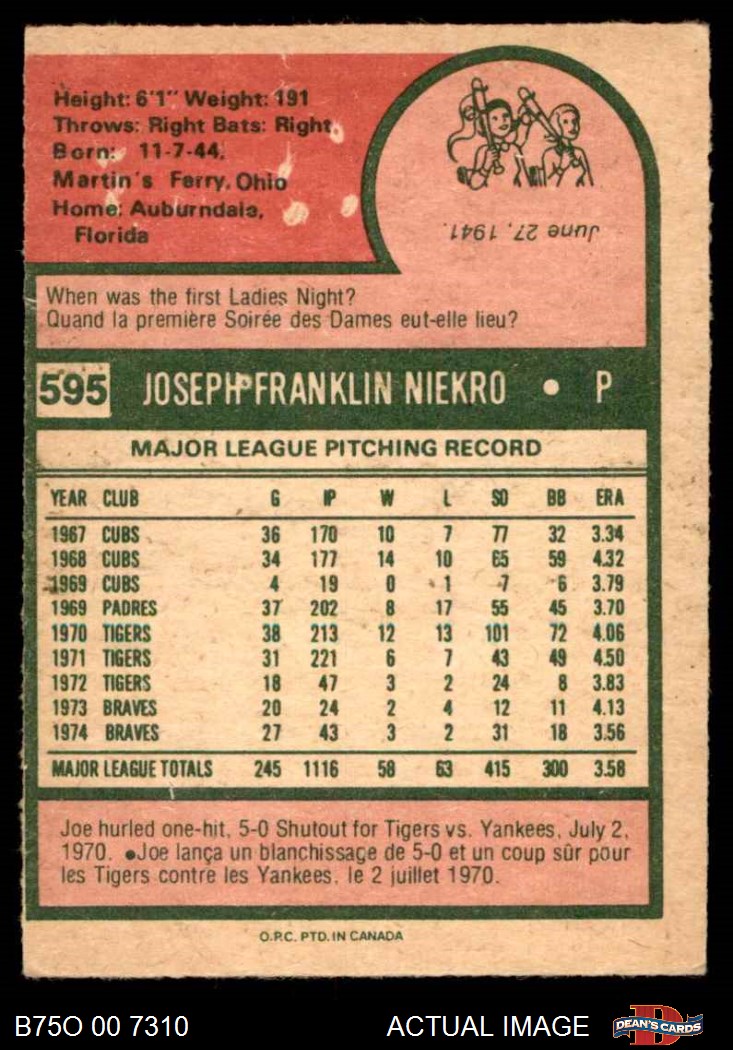 Height: 6'1" Weight: 191
Throws: Right Bats: Right
Born: 11-7-44,
Martin's Ferry, Ohio
Home: Auburndale,
Florida
June 27, 1941.
When was the first Ladies Night?
Quand la première Soirée des Dames eut-elle lieu?
595 JOSEPH FRANKLIN NIEKRO • P
MAJOR LEAGUE PITCHING RECORD
YEAR CLUB G IP W L SO BB ERA
1967 CUBS 36 170 10 7 77 32 3.34
1968 CUBS 34 177 14 10 65 59 4.32
1969 CUBS 4 19 0 1 7 6 3.79
1969 PADRES 37 202 8 17 55 45 3.70
1970 TIGERS 38 213 12 13 101 72 4.06
1971 TIGERS 31 221 6 7 43 49 4.50
1972 TIGERS 18 47 3 2 24 8 3.83
1973 BRAVES 20 24 2 4 12 11 4.13
1974 BRAVES 27 43 3 2 31 18 3.56
MAJOR LEAGUE TOTALS 245 1116 58 63 415 300 3.58
Joe hurled one-hit, 5-0 Shutout for Tigers vs. Yankees, July 2,
1970. •Joe lança un blanchissage de 5-0 et un coup sûr pour
les Tigers contre les Yankees, le 2 juillet 1970.
O.P.C. PTD. IN CANADA
B75O 00 7310 ACTUAL IMAGE D DEAN'S CARDS